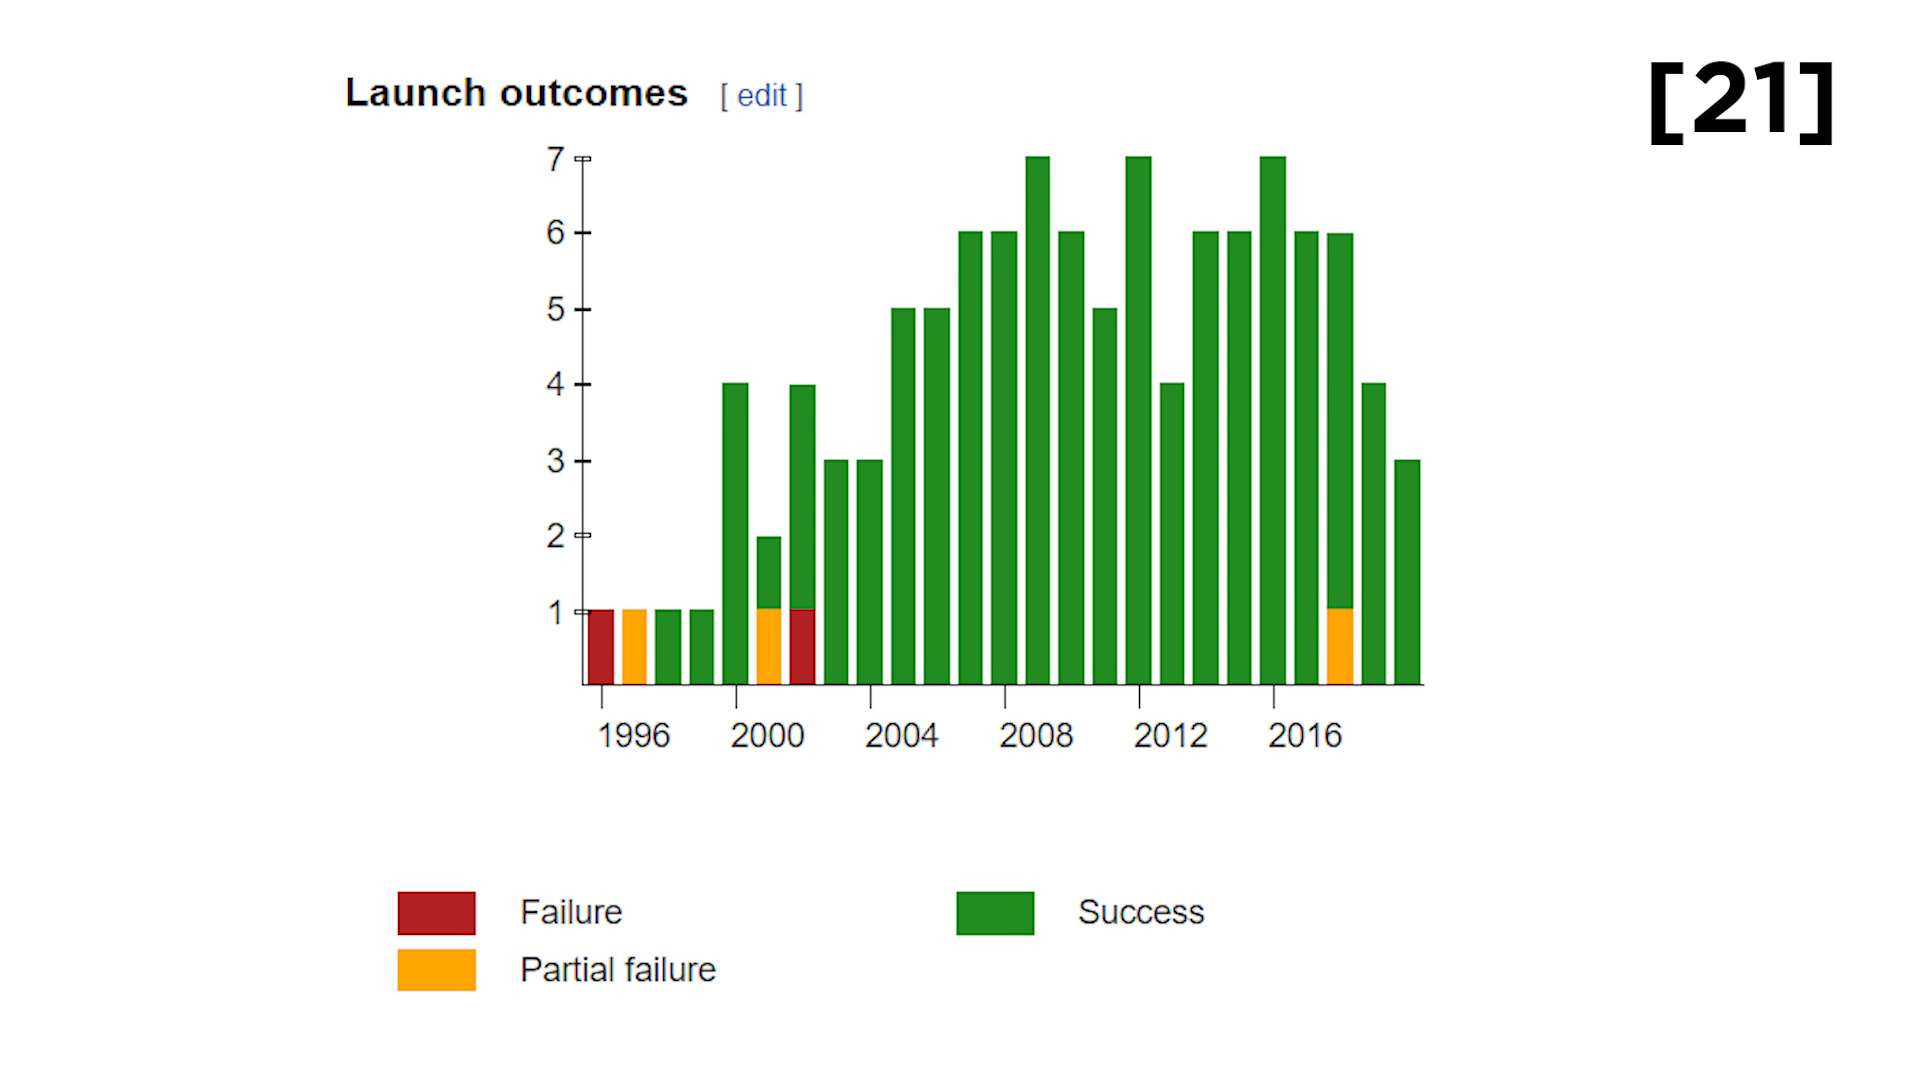 Launch outcomes [ edit ]
[21]
7
6
5
4
3
2
1
1996 2000 2004 2008 2012 2016
Failure
Success
Partial failure